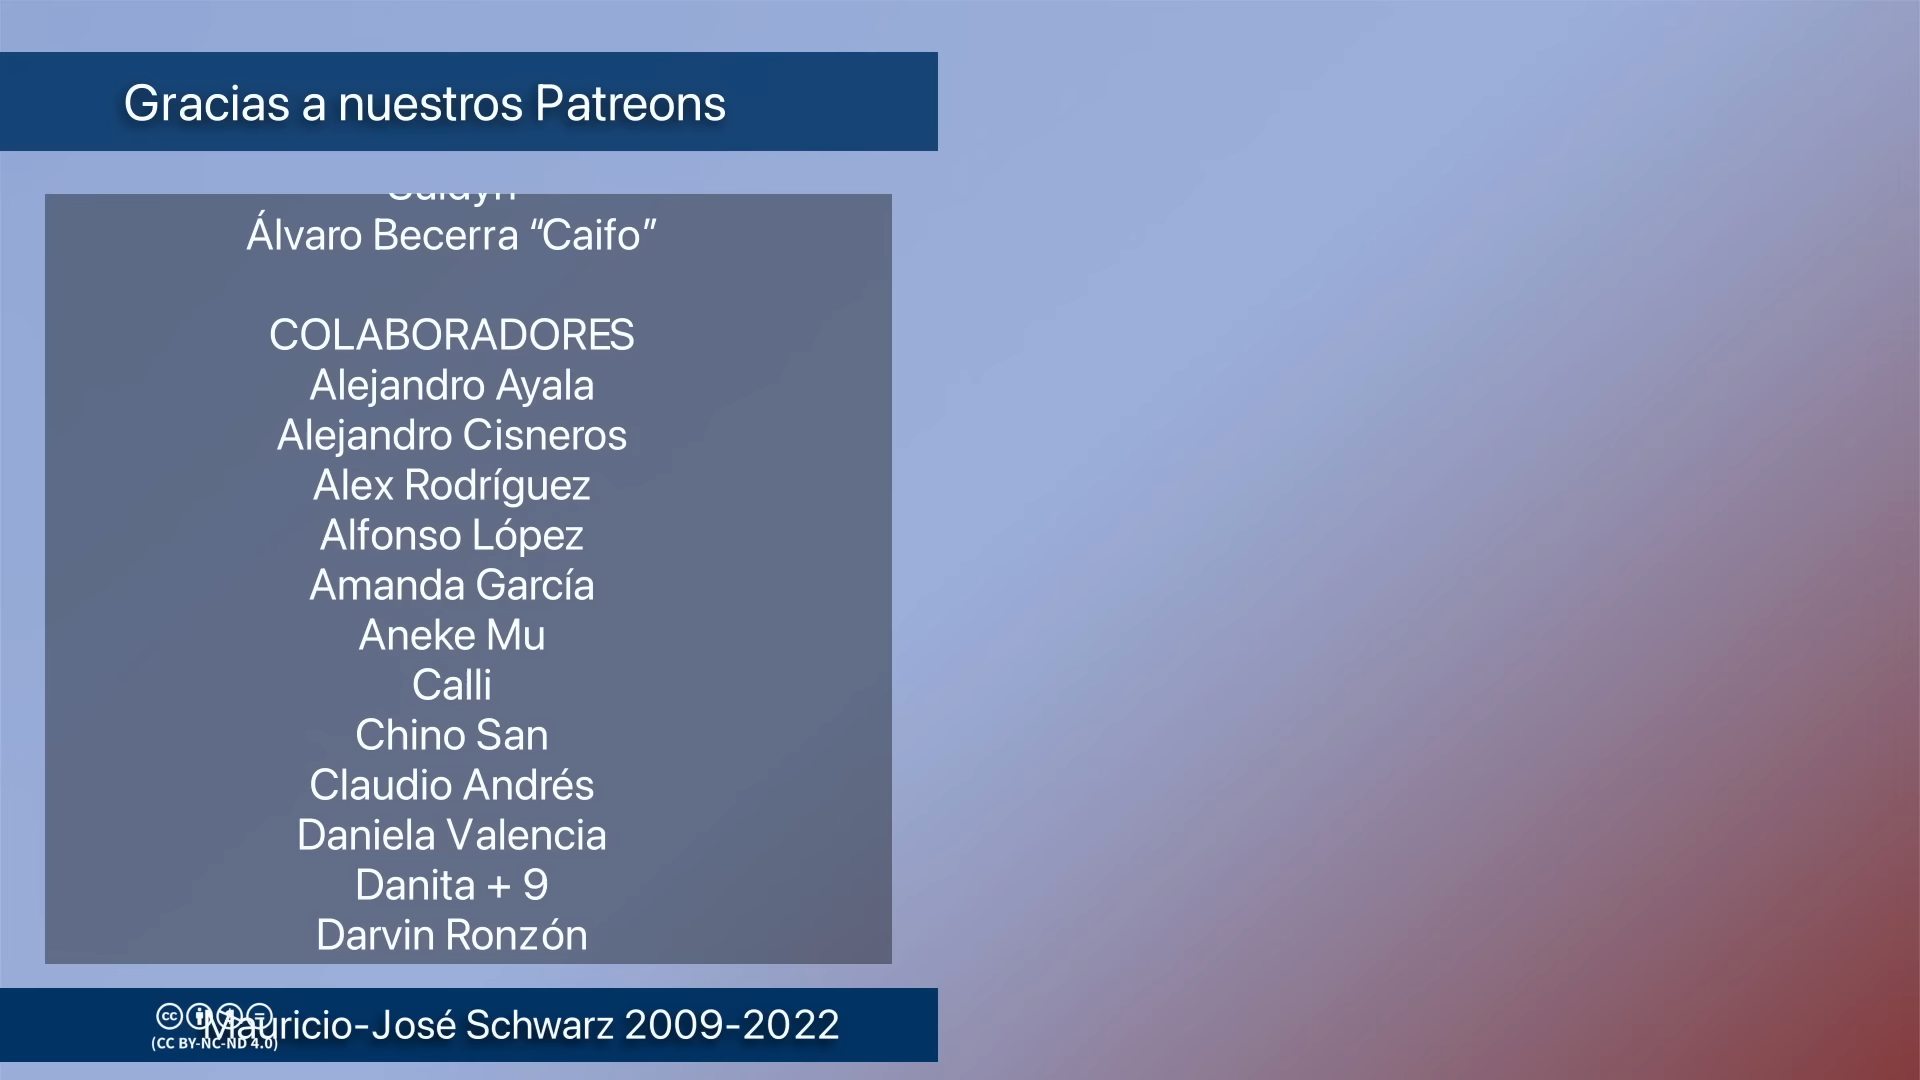 Gracias a nuestros Patreons
Álvaro Becerra “Caifo”
COLABORADORES
Alejandro Ayala
Alejandro Cisneros
Alex Rodríguez
Alfonso López
Amanda García
Aneke Mu
Calli
Chino San
Claudio Andrés
Daniela Valencia
Danita + 9
Darvin Ronzón
Mauricio-José Schwarz 2009-2022
(CC BY-NC-ND 4.0)